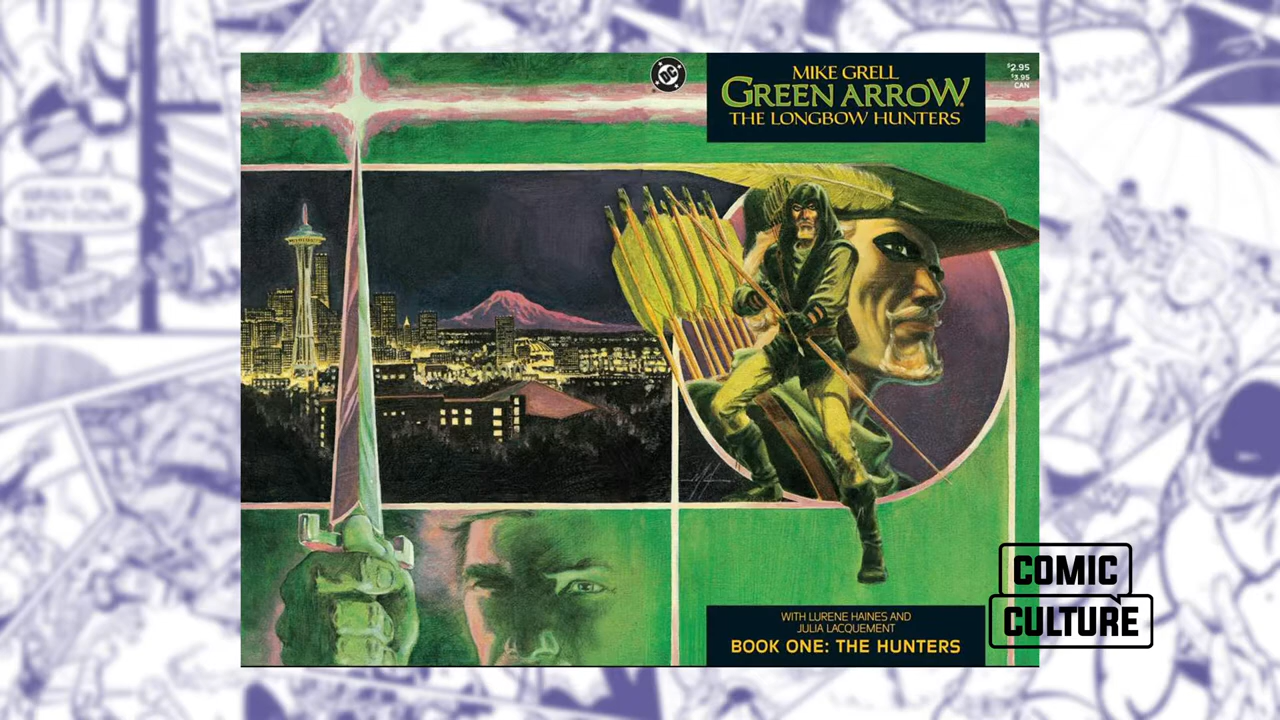 DC
MIKE GRELL
GREEN ARROW
THE LONGBOW HUNTERS
$2.95
$3.95
CAN
WITH LURENE HAINES AND
JULIA LACQUEMENT
BOOK ONE: THE HUNTERS
COMIC
CULTURE